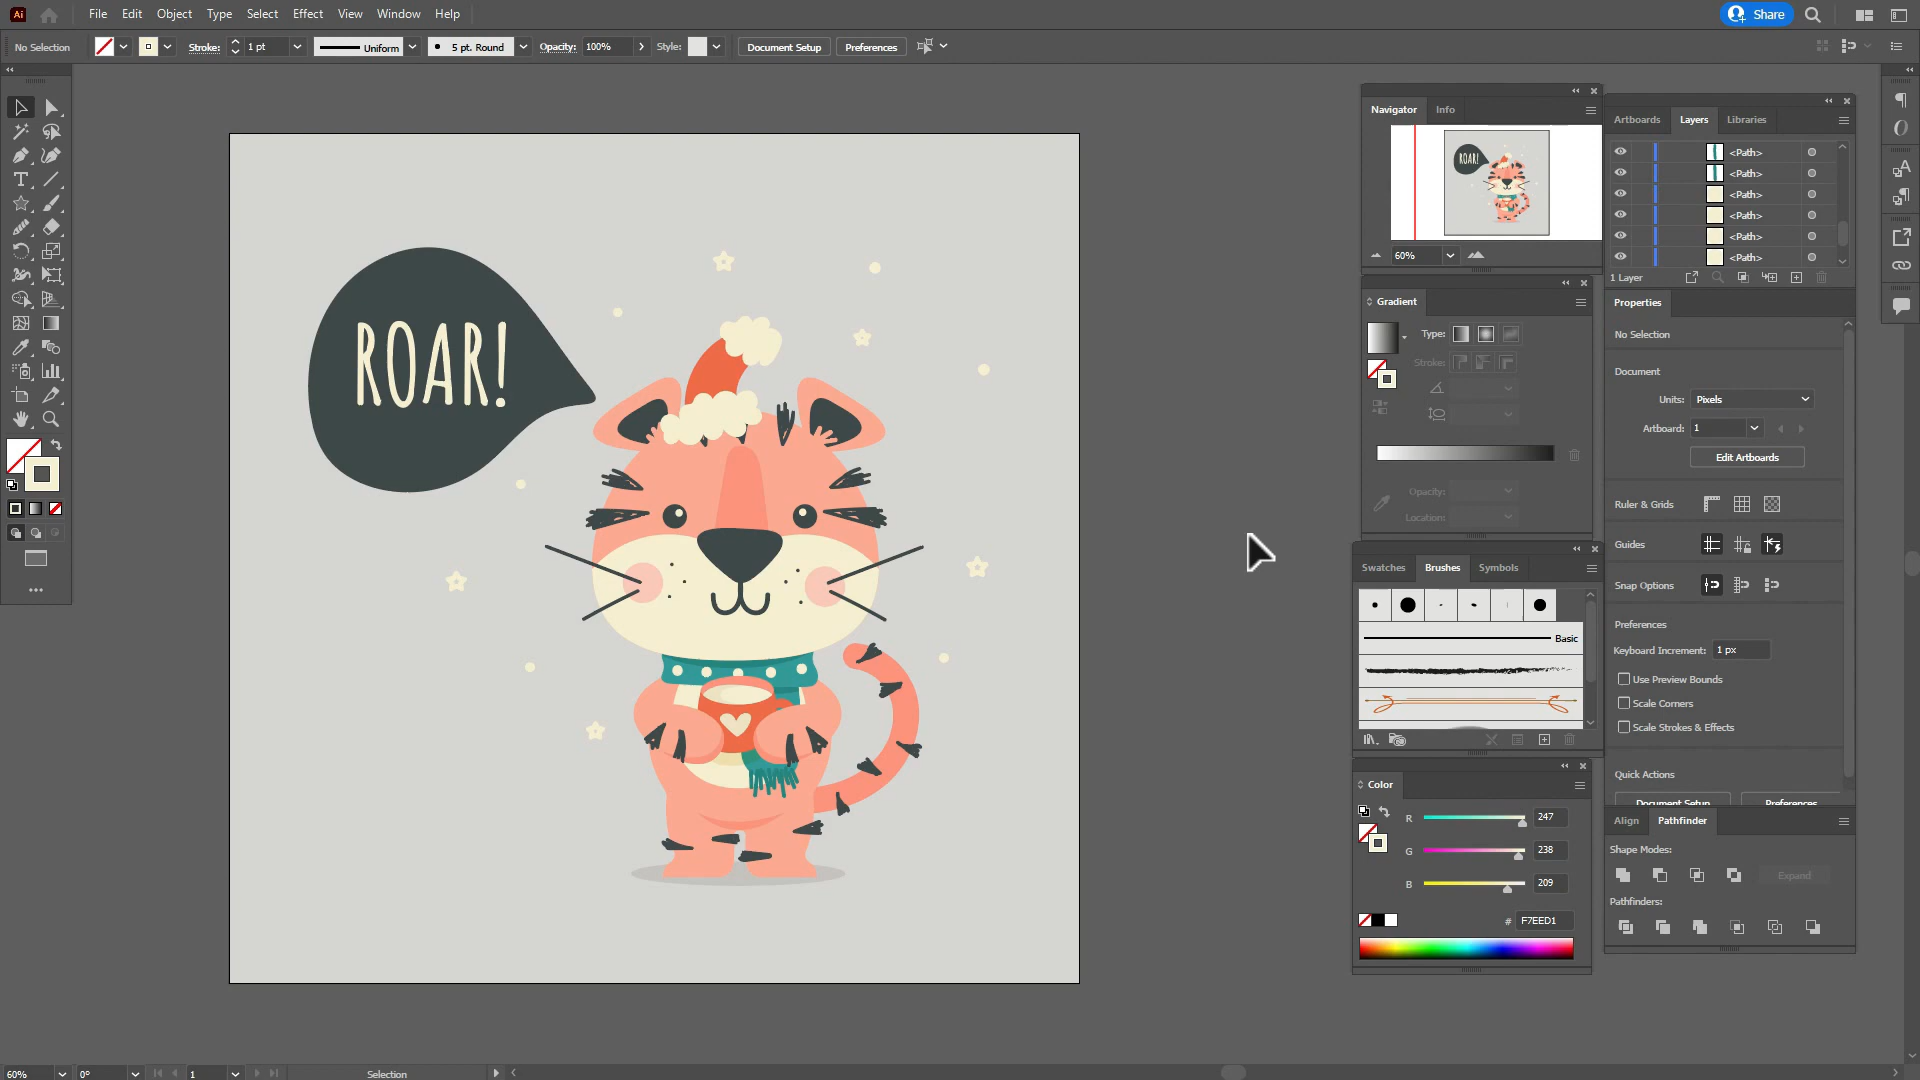 Ai File Edit Object Type Select Effect View Window Help Share
No Selection Stroke: 1 pt Uniform 5 pt. Round Opacity: 100% Style: Document Setup Preferences
Navigator Info
ROAR!
60%
Artboards Layers Libraries
<Path>
<Path>
<Path>
<Path>
<Path>
<Path>
1 Layer
ROAR!
Gradient
Type:
Stroke:
Opacity:
Location:
Properties
No Selection
Document
Units: Pixels
Artboard: 1
Edit Artboards
Ruler & Grids
Guides
Snap Options
Preferences
Keyboard Increment: 1 px
Use Preview Bounds
Scale Corners
Scale Strokes & Effects
Quick Actions
Document Setup Preferences
Swatches Brushes Symbols
Basic
Color
R 247
G 238
B 209
# F7EED1
Align Pathfinder
Shape Modes:
Expand
Pathfinders:
60% 0° 1 Selection